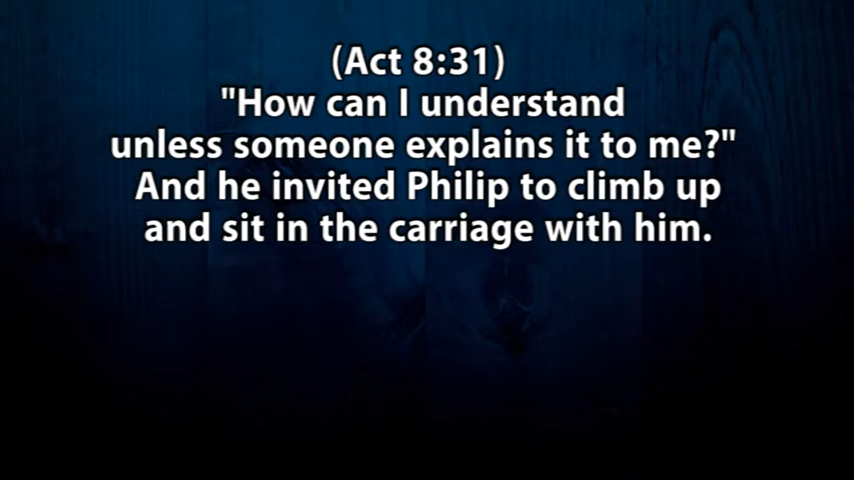 (Act 8:31)
"How can I understand
unless someone explains it to me?"
And he invited Philip to climb up
and sit in the carriage with him.